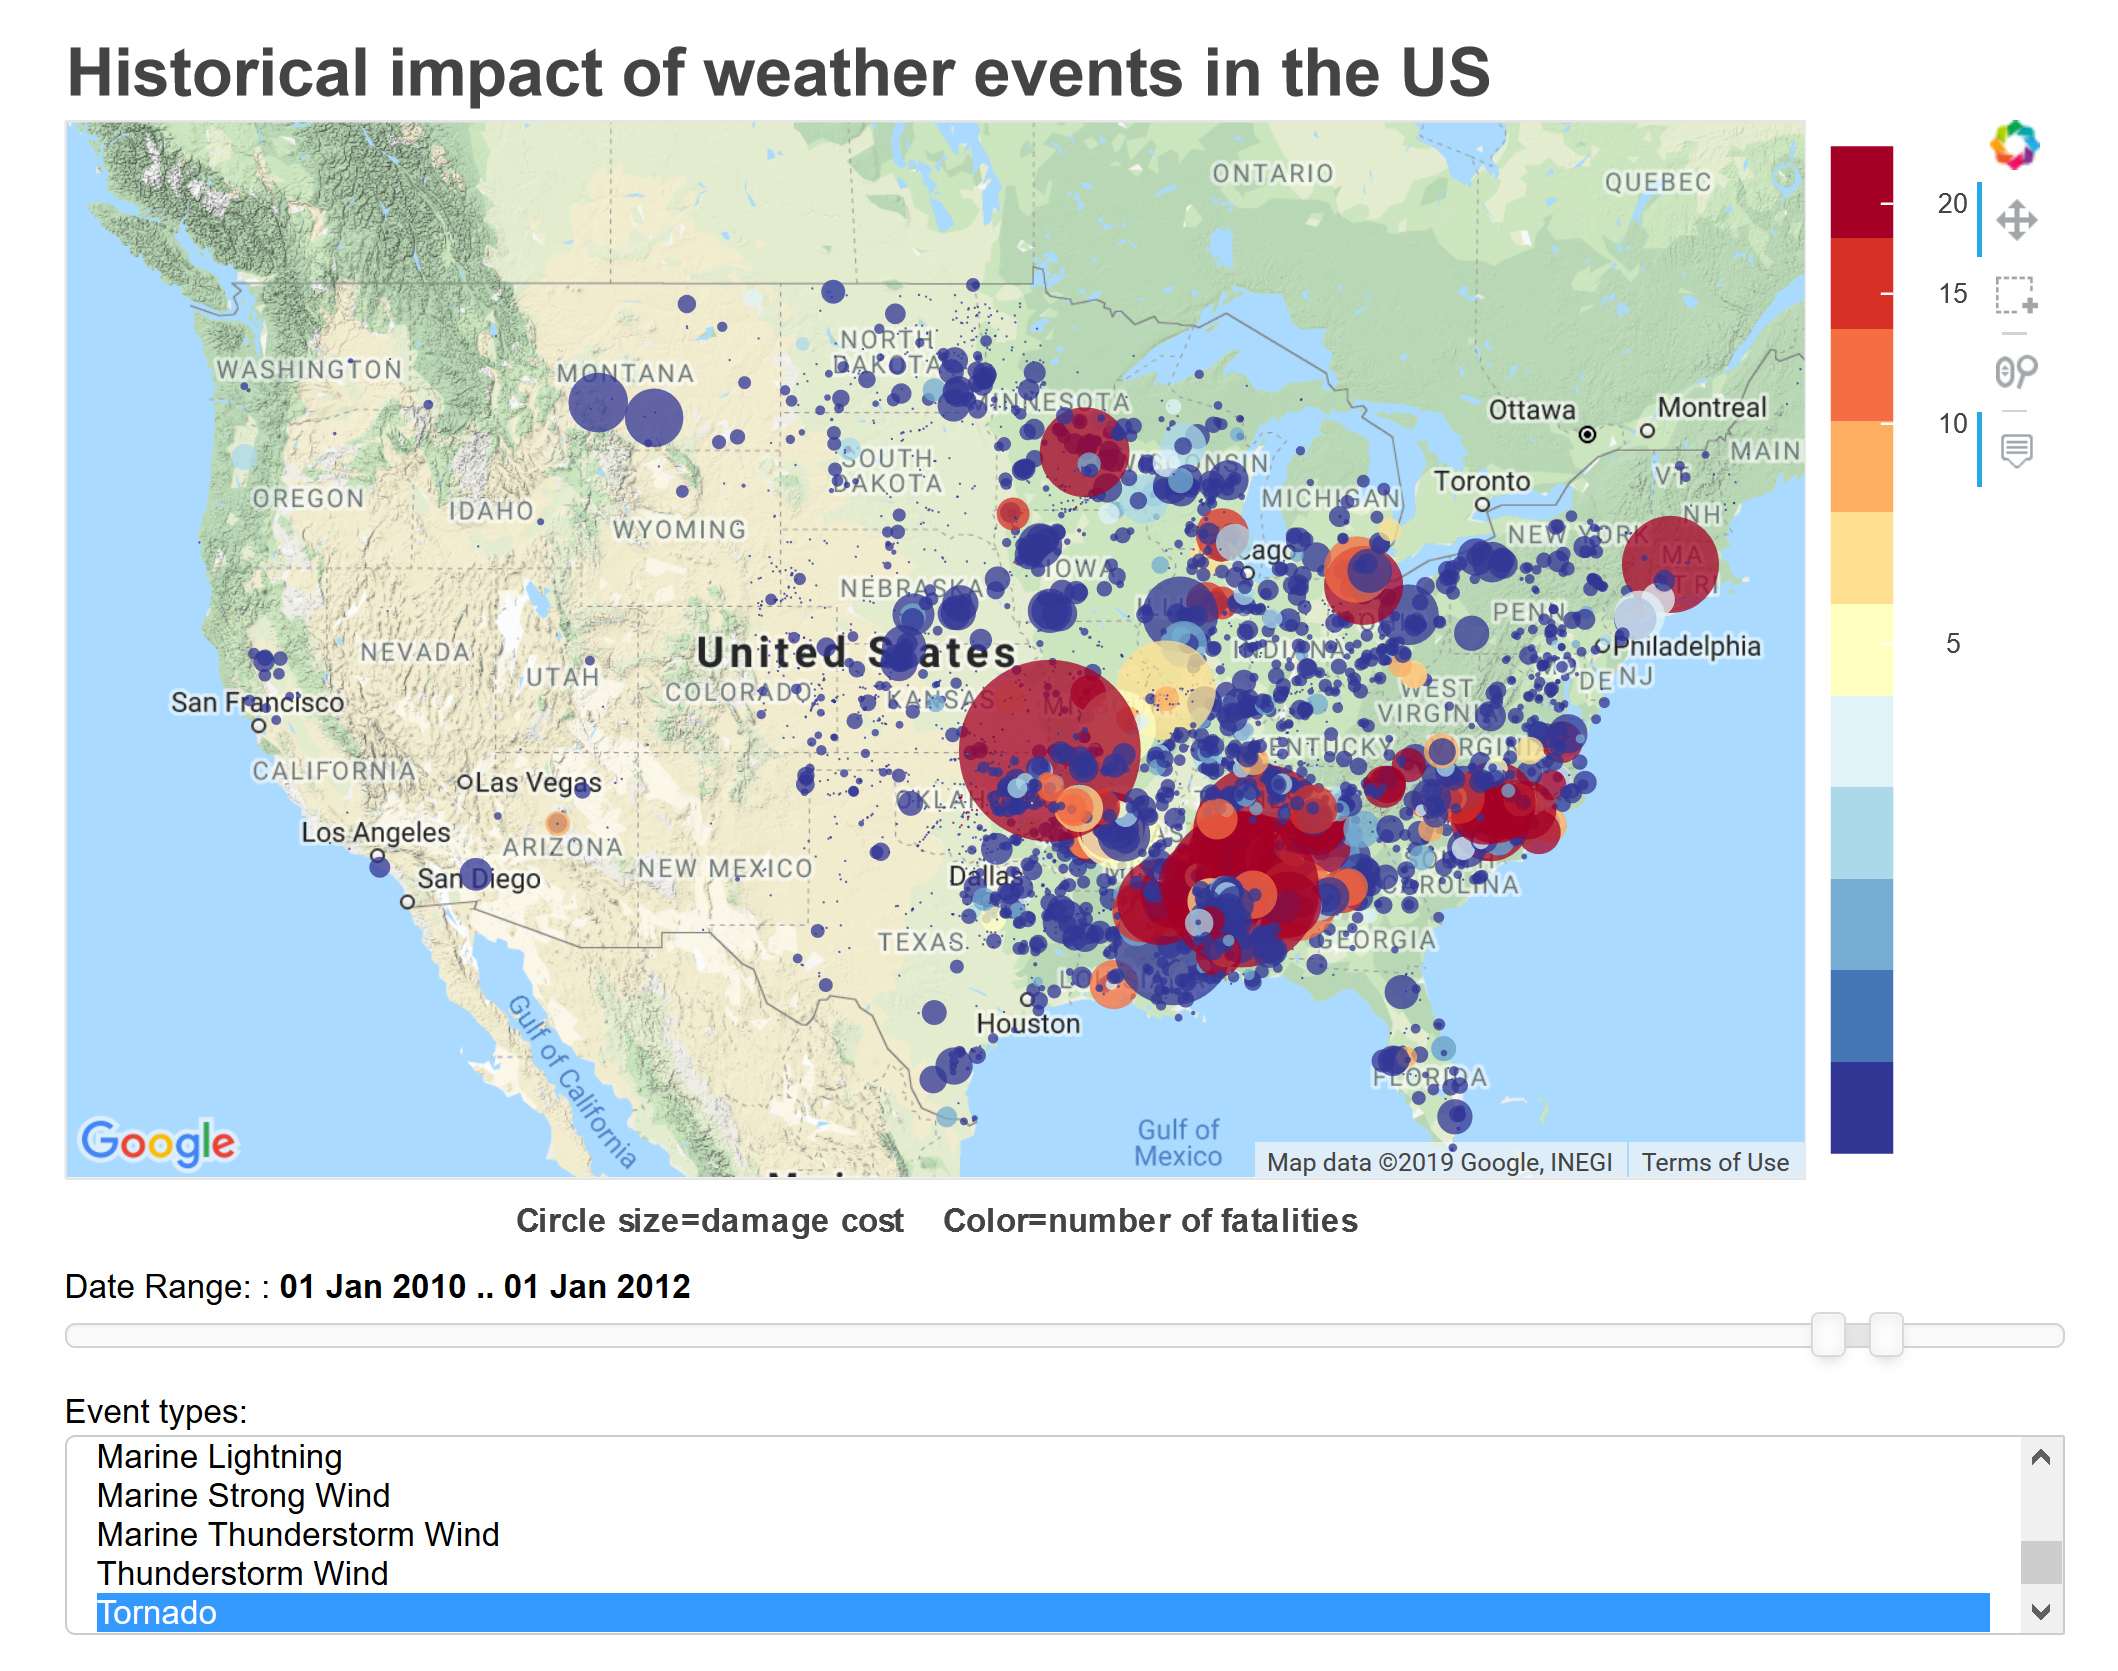 Historical impact of weather events in the US
ONTARIO
QUEBEC
20
15
10
5
WASHINGTON
MONTANA
NORTH
DAKOTA
MINNESOTA
Ottawa
Montreal
MAIN
VT
NH
OREGON
IDAHO
SOUTH
DAKOTA
WISCONSIN
MICHIGAN
Toronto
WYOMING
NEW YORK
MA
CT RI
NEBRASKA
IOWA
NEVADA
UTAH
United States
COLORADO
KANSAS
INDIANA
PENN
Philadelphia
DE NJ
San Francisco
WEST
VIRGINIA
CALIFORNIA
Las Vegas
KENTUCKY
VIRGINIA
OKLAH
Los Angeles
ARIZONA
NEW MEXICO
San Diego
Dallas
SOUTH
CAROLINA
TEXAS
GEORGIA
Houston
Gulf of California
FLORIDA
Gulf of
Mexico
Google
Map data ©2019 Google, INEGI
Terms of Use
Circle size=damage cost Color=number of fatalities
Date Range: : 01 Jan 2010 .. 01 Jan 2012
Event types:
Marine Lightning
Marine Strong Wind
Marine Thunderstorm Wind
Thunderstorm Wind
Tornado